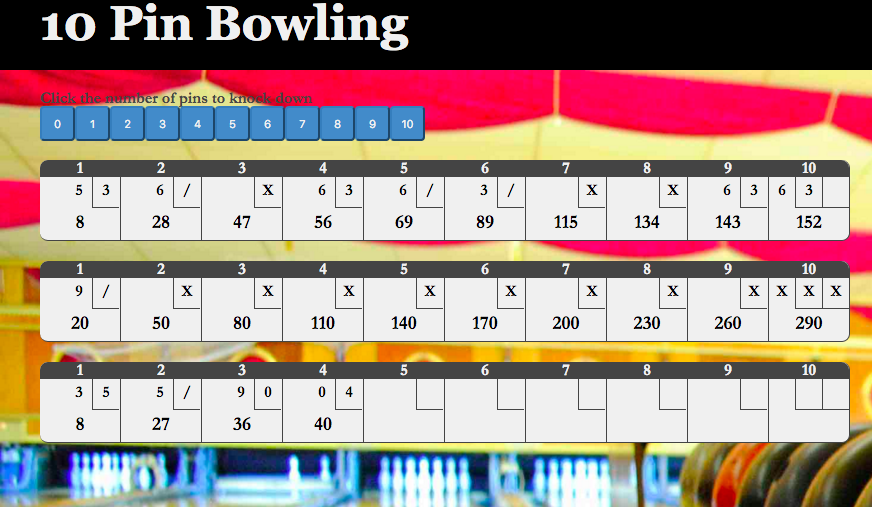 10 Pin Bowling
Click the number of pins to knock down
0 1 2 3 4 5 6 7 8 9 10
1 2 3 4 5 6 7 8 9 10
5 3 6 / X 6 3 6 / 3 / X X 6 3 6 3
8 28 47 56 69 89 115 134 143 152
1 2 3 4 5 6 7 8 9 10
9 / X X X X X X X X X X X
20 50 80 110 140 170 200 230 260 290
1 2 3 4 5 6 7 8 9 10
3 5 5 / 9 0 0 4
8 27 36 40